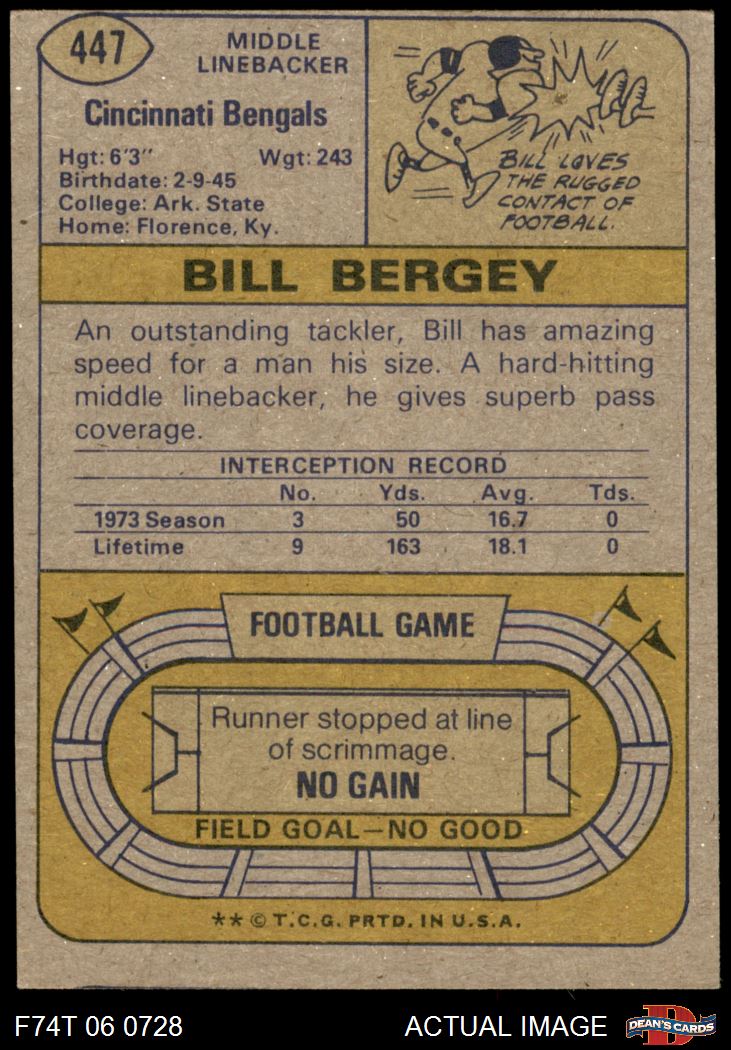 447
MIDDLE
LINEBACKER
Cincinnati Bengals
Hgt: 6'3" Wgt: 243
Birthdate: 2-9-45
College: Ark. State
Home: Florence, Ky.
BILL LOVES
THE RUGGED
CONTACT OF
FOOTBALL.
BILL BERGEY
An outstanding tackler, Bill has amazing
speed for a man his size. A hard-hitting
middle linebacker, he gives superb pass
coverage.
INTERCEPTION RECORD
No. Yds. Avg. Tds.
1973 Season 3 50 16.7 0
Lifetime 9 163 18.1 0
FOOTBALL GAME
Runner stopped at line
of scrimmage.
NO GAIN
FIELD GOAL—NO GOOD
** © T.C.G. PRTD. IN U.S.A.
F74T 06 0728 ACTUAL IMAGE
D
DEAN'S CARDS